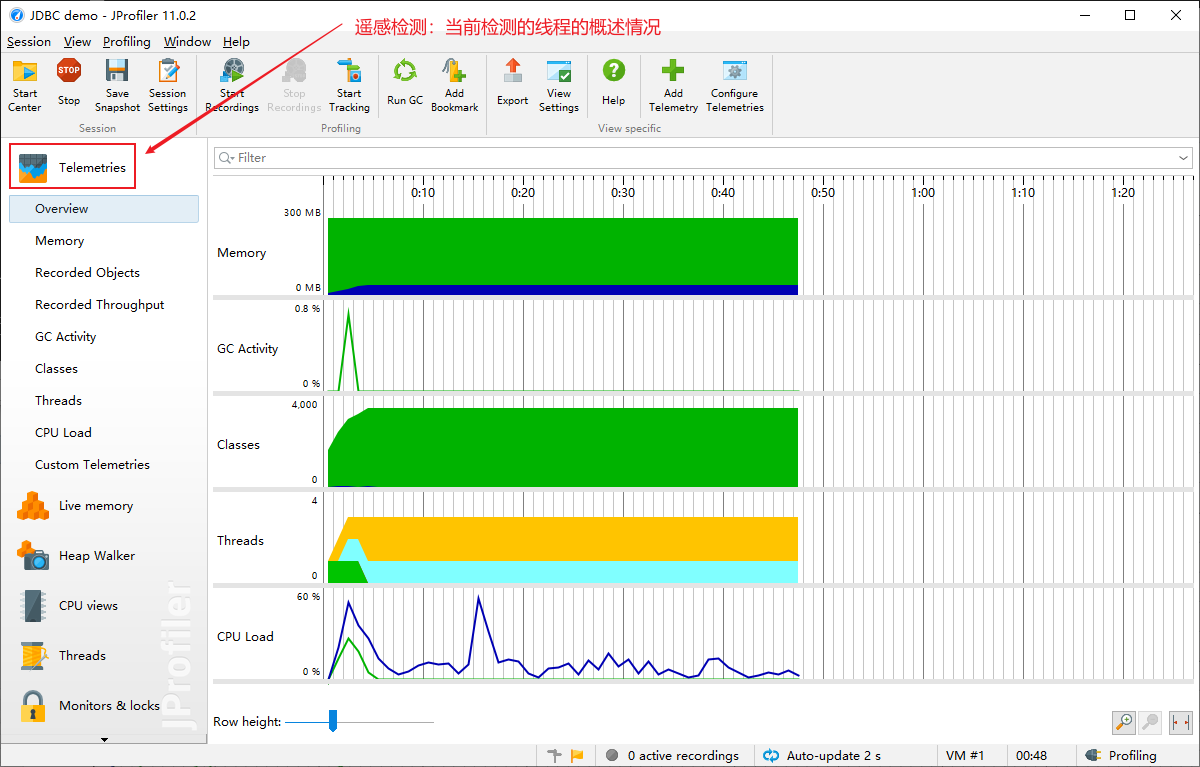 JDBC demo - JProfiler 11.0.2
遥感检测：当前检测的线程的概述情况
Session View Profiling Window Help
Start Center
Stop
Save Snapshot
Session Settings
Start Recordings
Stop Recordings
Start Tracking
Run GC
Add Bookmark
Export
View Settings
Help
Add Telemetry
Configure Telemetries
Session
Profiling
View specific
Telemetries
Overview
Memory
Recorded Objects
Recorded Throughput
GC Activity
Classes
Threads
CPU Load
Custom Telemetries
Live memory
Heap Walker
CPU views
Threads
Monitors & locks
JProfiler
Filter
0:10 0:20 0:30 0:40 0:50 1:00 1:10 1:20
300 MB
Memory
0 MB
0.8 %
GC Activity
0 %
4,000
Classes
0
4
Threads
0
60 %
CPU Load
0 %
Row height:
0 active recordings
Auto-update 2 s
VM #1
00:48
Profiling